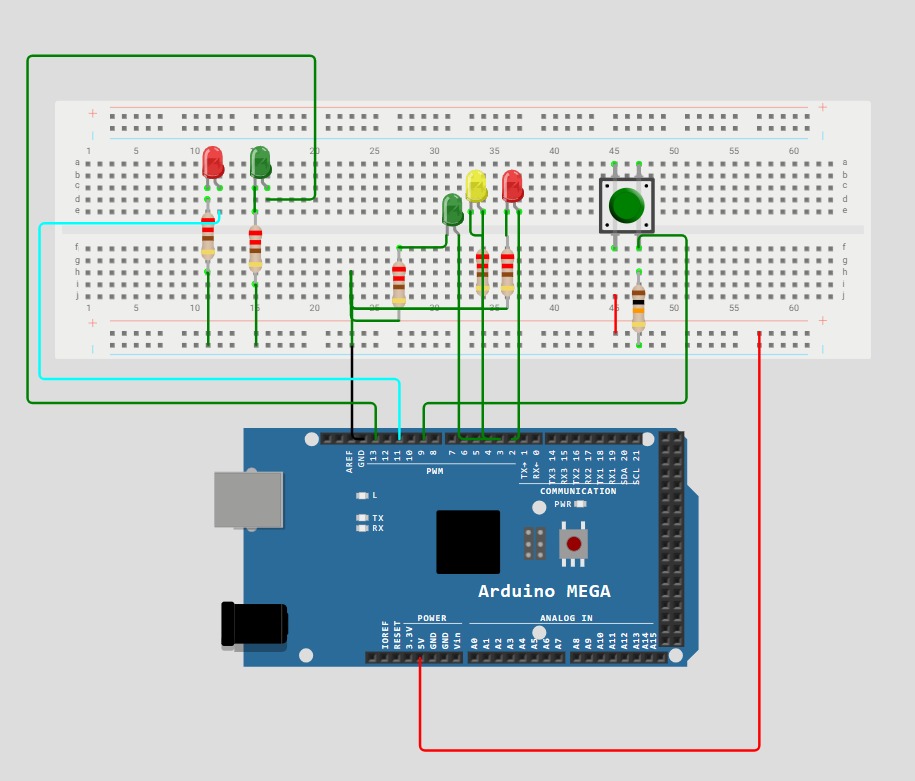 + +
1 5 10 15 20 25 30 35 40 45 50 55 60
a a
b b
c c
d d
e e
f f
g g
h h
i i
j j
1 5 10 15 20 25 30 35 40 45 50 55 60
+ +
AREF GND 13 12 11 10 9 8 7 6 5 4 3 2 TX→ 1 RX← 0 TX3 14 RX3 15 TX2 16 RX2 17 TX1 18 RX1 19 SDA 20 SCL 21
PWM
COMMUNICATION
L
PWR
TX
RX
Arduino MEGA
POWER ANALOG IN
IOREF RESET 3.3V 5V GND GND Vin A0 A1 A2 A3 A4 A5 A6 A7 A8 A9 A10 A11 A12 A13 A14 A15